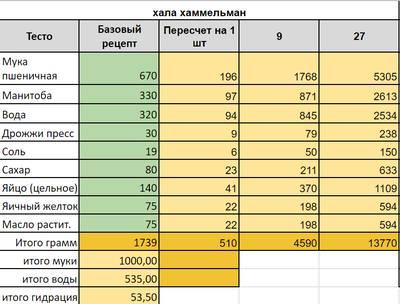 хала хаммельман
Тесто Базовый рецепт Пересчет на 1 шт 9 27
Мука пшеничная 670 196 1768 5305
Манитоба 330 97 871 2613
Вода 320 94 845 2534
Дрожжи пресс 30 9 79 238
Соль 19 6 50 150
Сахар 80 23 211 633
Яйцо (цельное) 140 41 370 1109
Яичный желток 75 22 198 594
Масло растит. 75 22 198 594
Итого грамм 1739 510 4590 13770
итого муки 1000,00
итого воды 535,00
итого гидрация 53,50